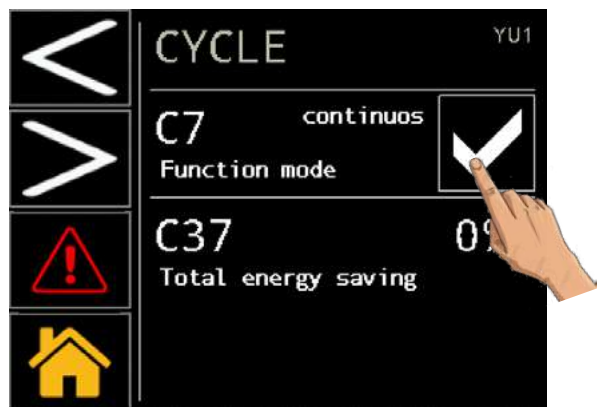 CYCLE
YU1
C7
continuos
Function mode
C37
Total energy saving